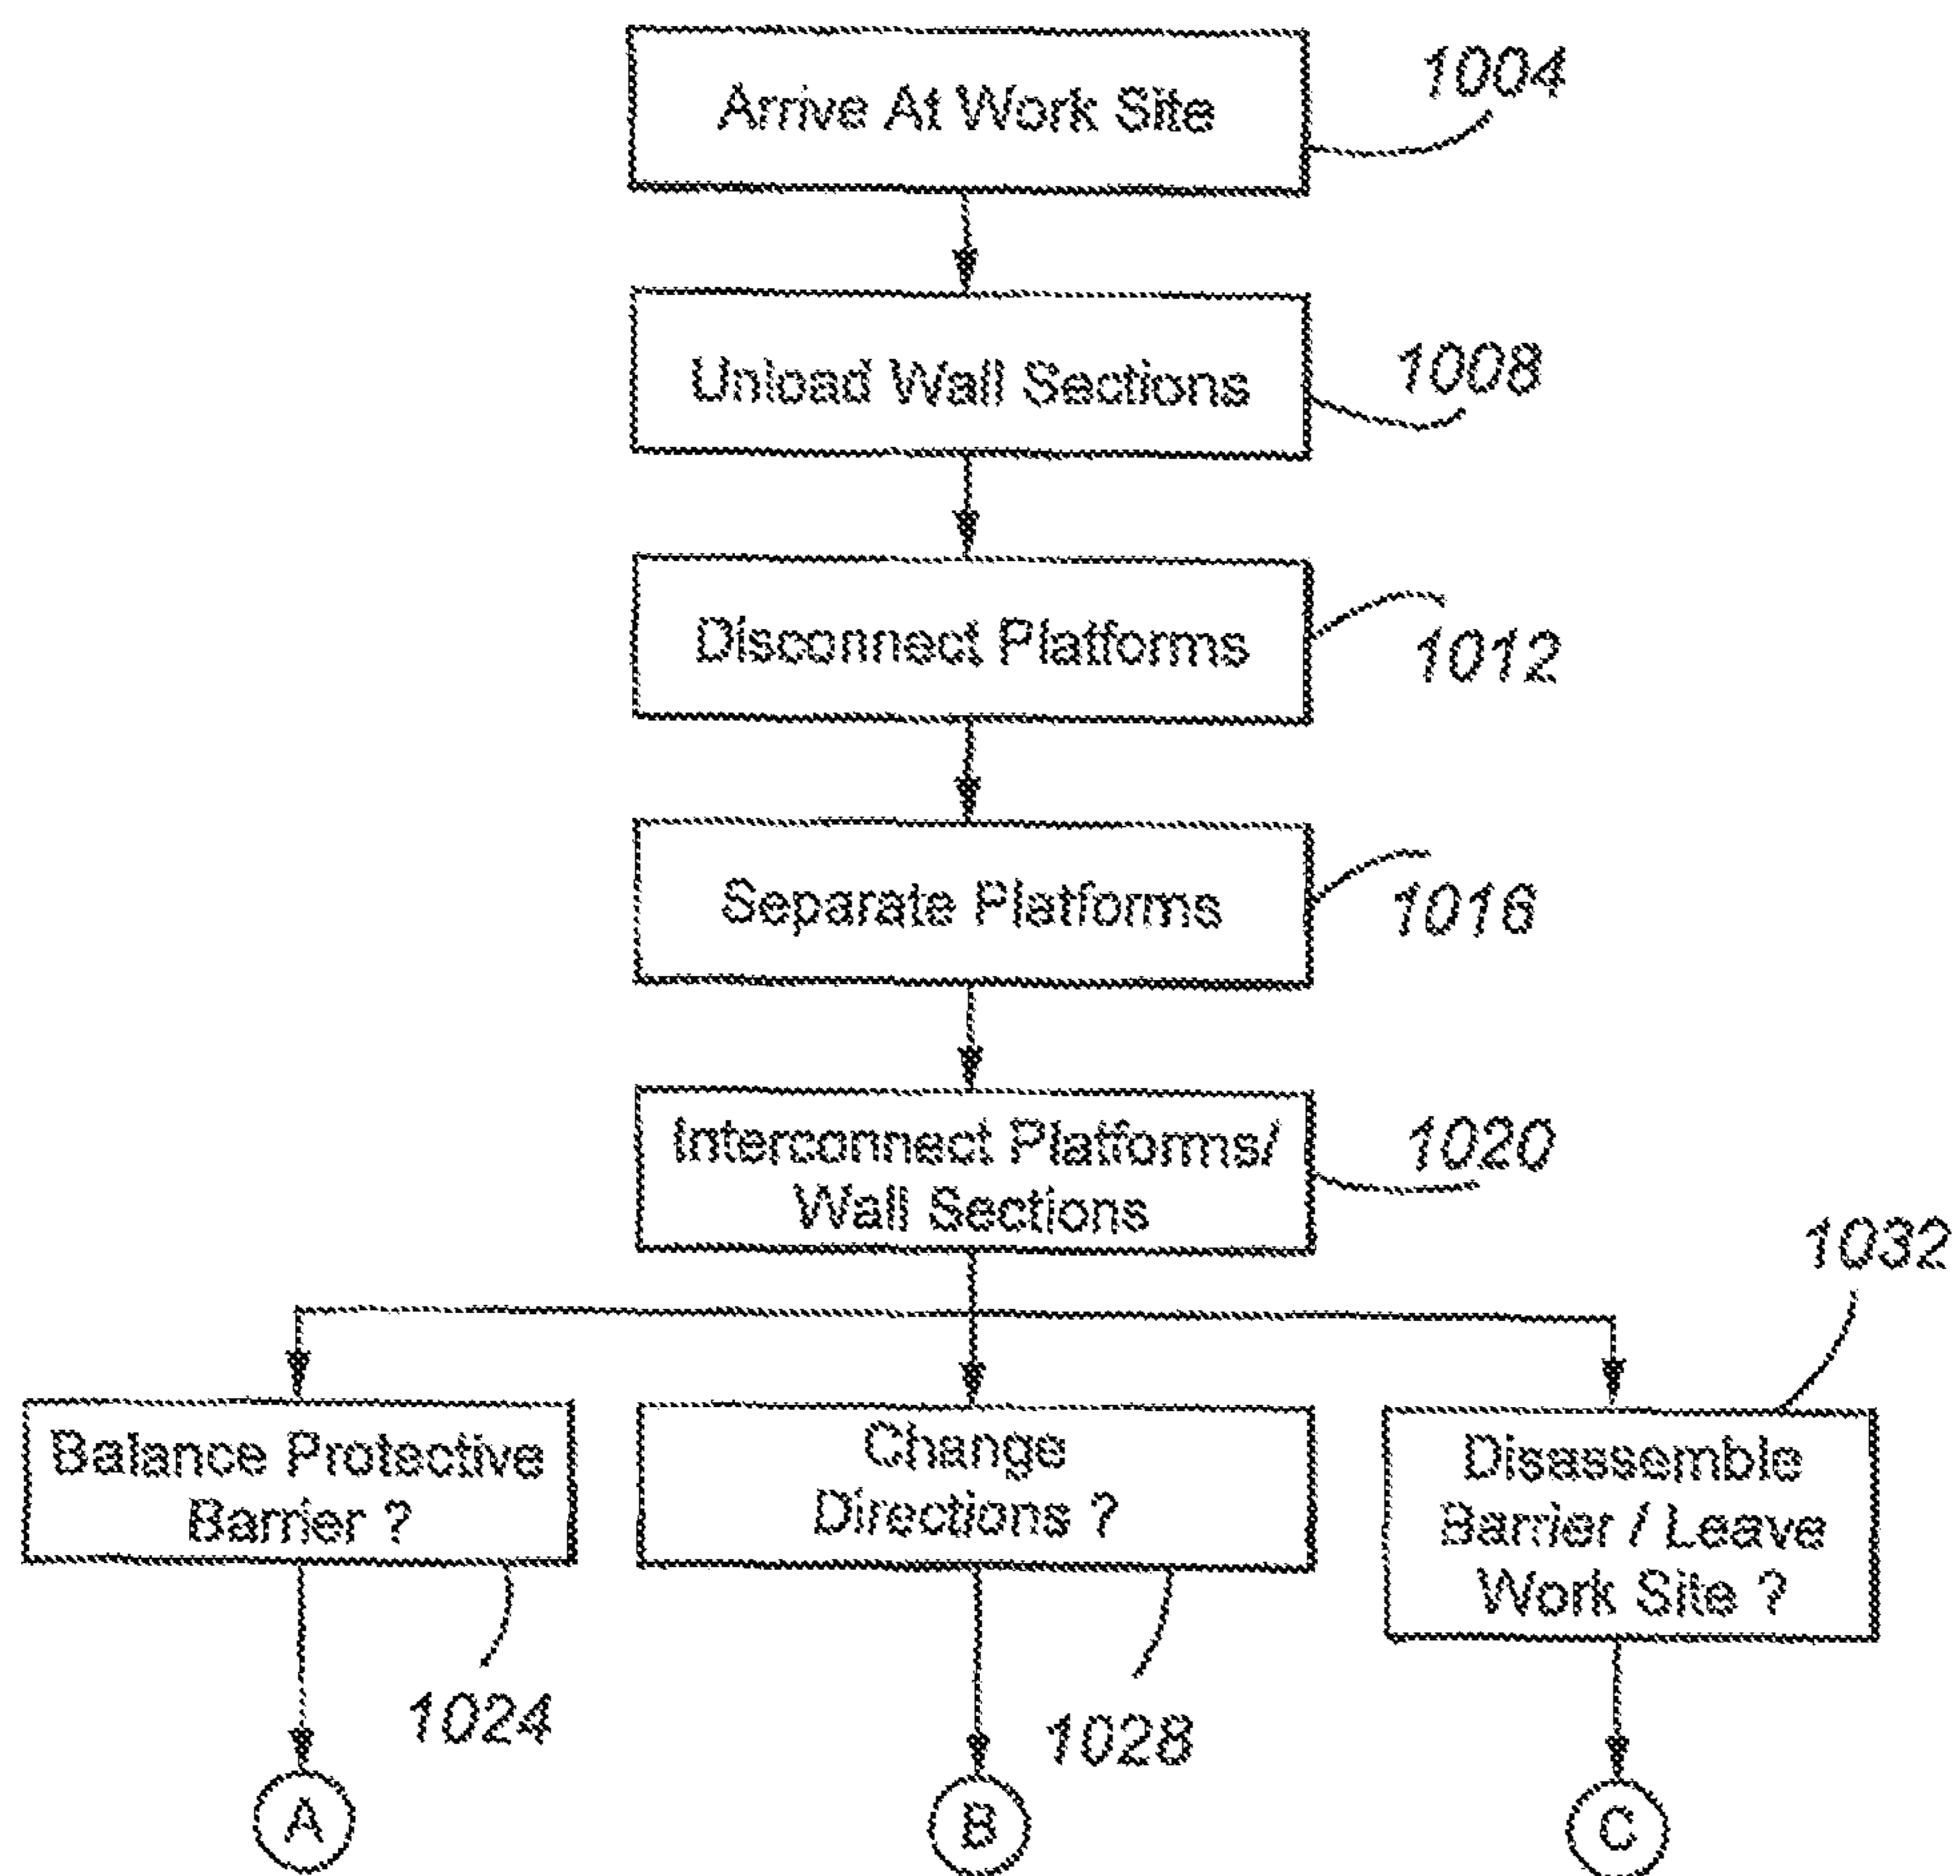 Arrive At Work Site
1004
Unload Wall Sections
1008
Disconnect Platforms
1012
Separate Platforms
1016
Interconnect Platforms/
Wall Sections
1020
1032
Balance Protective
Barrier ?
Change
Directions ?
Disassemble
Barrier / Leave
Work Site ?
1024
1028
A
B
C